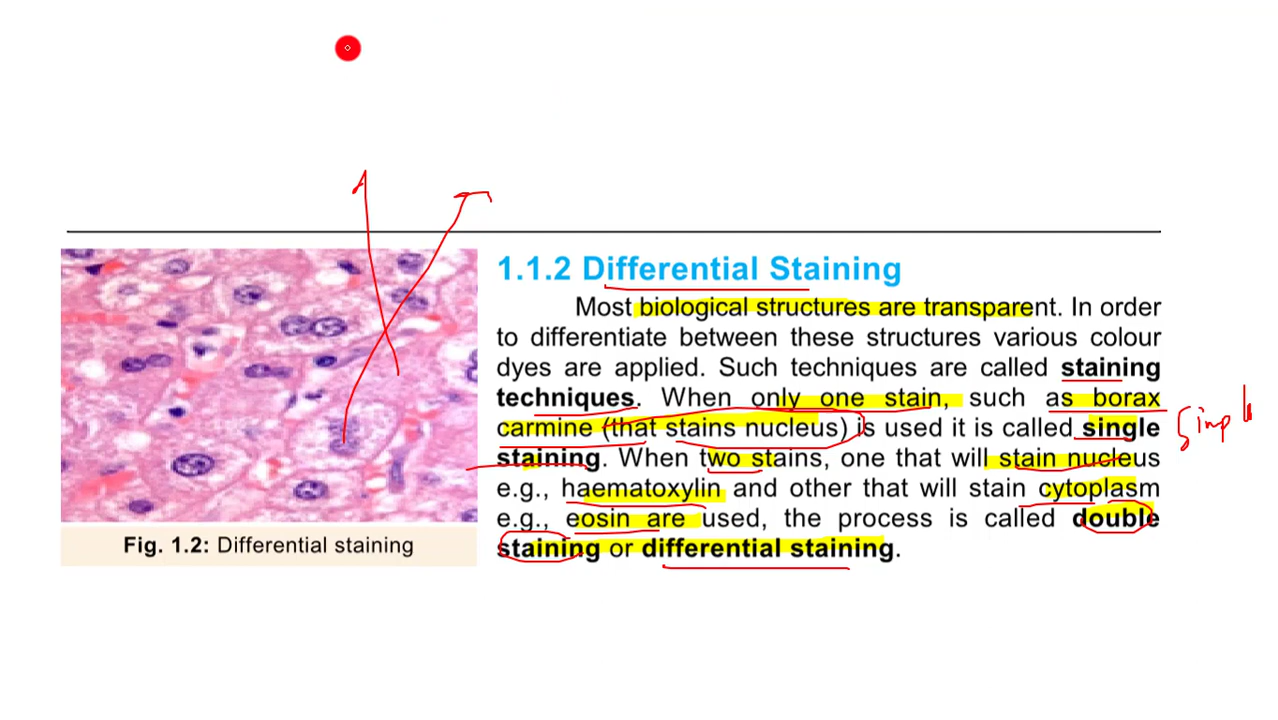 1.1.2 Differential Staining
Most biological structures are transparent. In order
to differentiate between these structures various colour
dyes are applied. Such techniques are called staining
techniques. When only one stain, such as borax
carmine (that stains nucleus) is used it is called single
staining. When two stains, one that will stain nucleus
e.g., haematoxylin and other that will stain cytoplasm
e.g., eosin are used, the process is called double
staining or differential staining.
Fig. 1.2: Differential staining